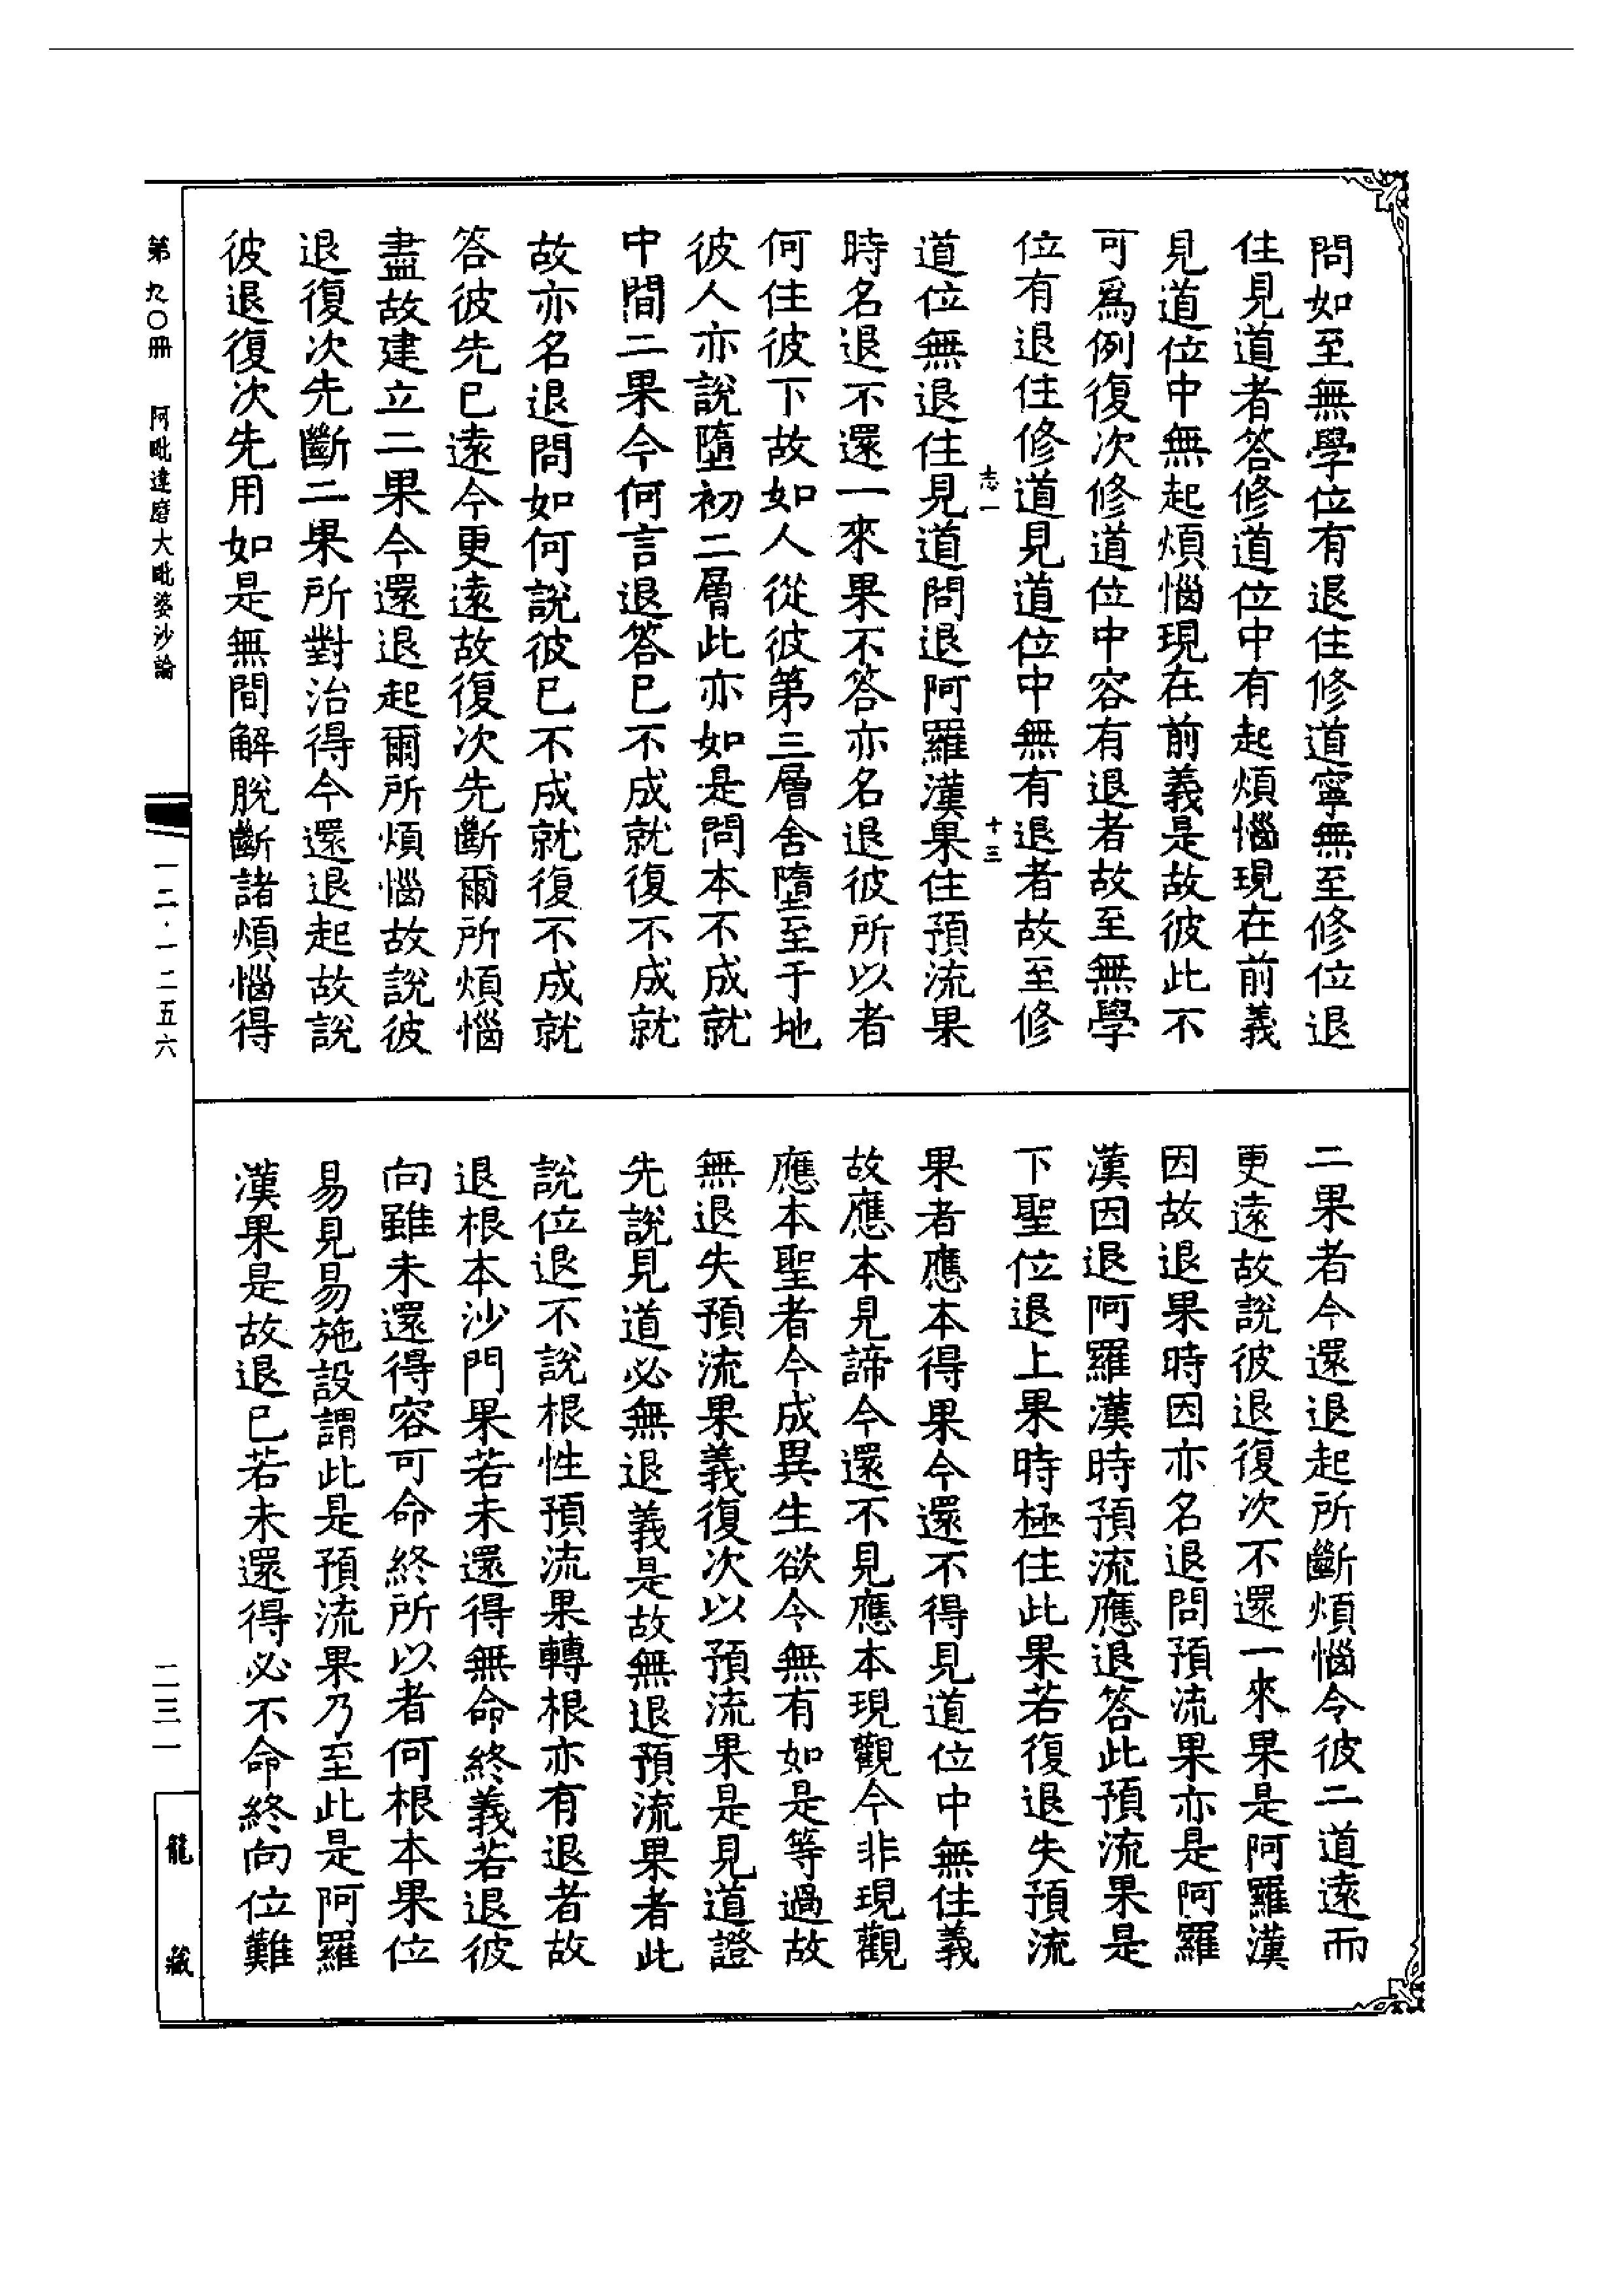 問如至無學位有退住修道寧無至修位退
住見道者答修道位中有起煩惱現在前義
見道位中無起煩惱現在前義是故彼此不
可爲例復次修道位中容有退者故至無學
位有退住修道見道位中無有退者故至修
志一 十三
道位無退住見道問退阿羅漢果住預流果
時名退不還一來果不答亦名退彼所以者
何住彼下故如人從彼第三層舍墮至于地
彼人亦說墮初二層此亦如是問本不成就
中間二果今何言退答已不成就復不成就
故亦名退問如何說彼已不成就復不成就
答彼先已遠今更遠故復次先斷爾所煩惱
盡故建立二果今還退起爾所煩惱故說彼
退復次先斷二果所對治得今還退起故說
彼退復次先用如是無間解脫斷諸煩惱得
二果者今還退起所斷煩惱令彼二道遠而
更遠故說彼退復次不還一來果是阿羅漢
因故退果時因亦名退問預流果亦是阿羅
漢因退阿羅漢時預流應退答此預流果是
下聖位退上果時極住此果若復退失預流
果者應本得果今還不得見道位中無住義
故應本見諦今還不見應本現觀今非現觀
應本聖者今成異生欲令無有如是等過故
無退失預流果義復次以預流果是見道證
先說見道必無退義是故無退預流果者此
說位退不說根性預流果轉根亦有退者故
退根本沙門果若未還得無命終義若退彼
向雖未還得容可命終所以者何根本果位
易見易施設謂此是預流果乃至此是阿羅
漢果是故退已若未還得必不命終向位難
第九〇冊 阿毗達磨大毗婆沙論
一二·一二五六
二三一
龍藏